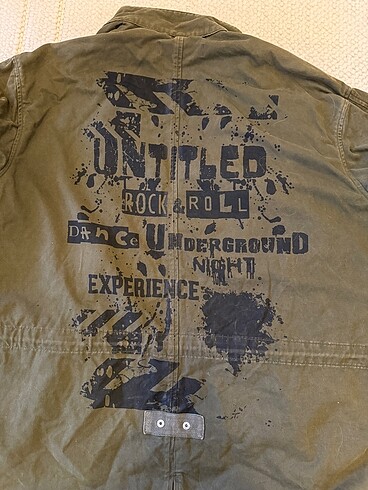 UNTITLED
ROCK & ROLL
DANCE UNDERGROUND
NIGHT
EXPERIENCE